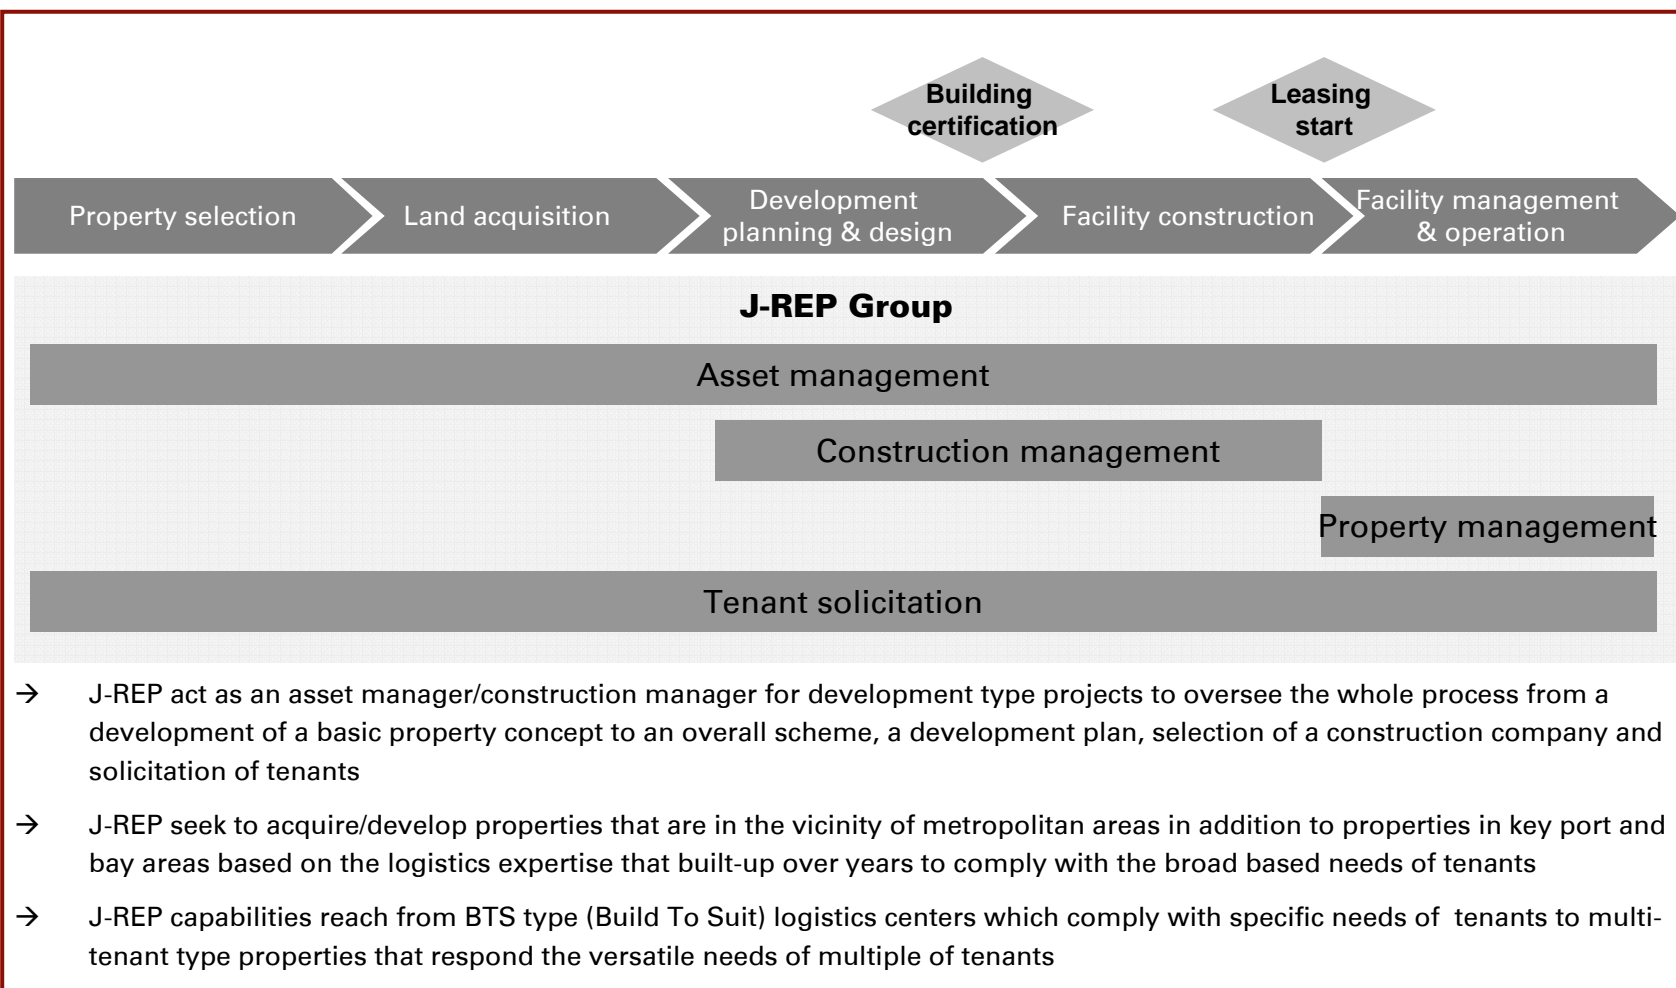 Building
certification
Leasing
start
Property selection
Land acquisition
Development
planning & design
Facility construction
Facility management
& operation
J-REP Group
Asset management
Construction management
Property management
Tenant solicitation
→ J-REP act as an asset manager/construction manager for development type projects to oversee the whole process from a
development of a basic property concept to an overall scheme, a development plan, selection of a construction company and
solicitation of tenants
→ J-REP seek to acquire/develop properties that are in the vicinity of metropolitan areas in addition to properties in key port and
bay areas based on the logistics expertise that built-up over years to comply with the broad based needs of tenants
→ J-REP capabilities reach from BTS type (Build To Suit) logistics centers which comply with specific needs of  tenants to multi-
tenant type properties that respond the versatile needs of multiple of tenants